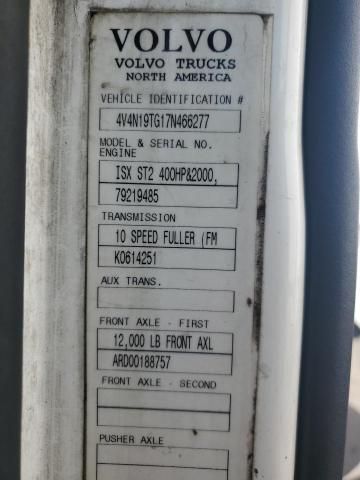 VOLVO
VOLVO TRUCKS
NORTH AMERICA
VEHICLE IDENTIFICATION #
4V4N19TG17N466277
MODEL & SERIAL NO.
ENGINE
ISX ST2 400HP&2000,
79219485
TRANSMISSION
10 SPEED FULLER (FM
K0614251
AUX TRANS.
FRONT AXLE - FIRST
12,000 LB FRONT AXL
ARD00188757
FRONT AXLE - SECOND
PUSHER AXLE